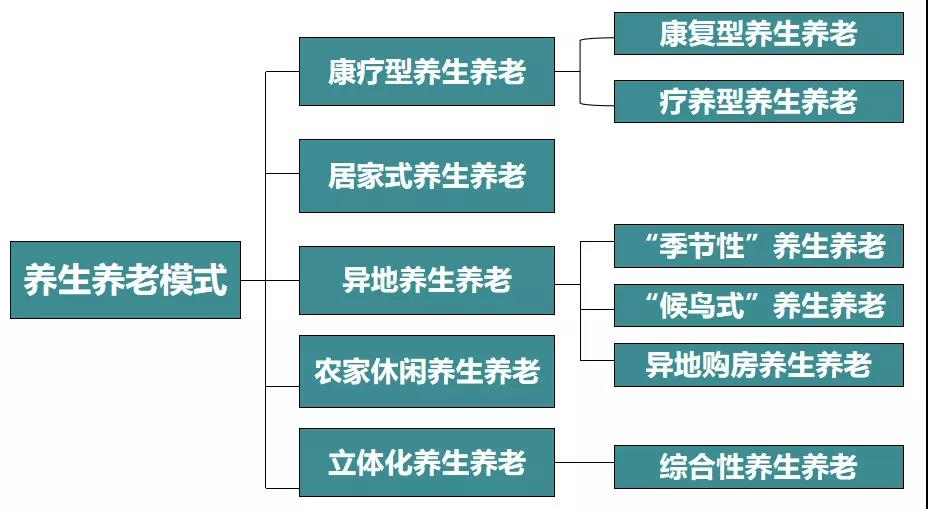 养生养老模式
康疗型养生养老
康复型养生养老
疗养型养生养老
居家式养生养老
异地养生养老
“季节性”养生养老
“候鸟式”养生养老
异地购房养生养老
农家休闲养生养老
立体化养生养老
综合性养生养老